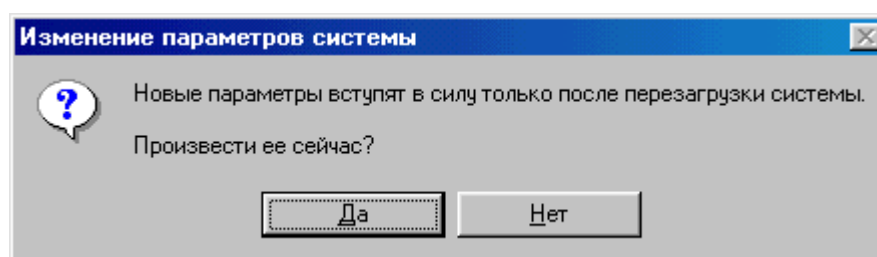 Изменение параметров системы
Новые параметры вступят в силу только после перезагрузки системы.
Произвести ее сейчас?
Да
Нет